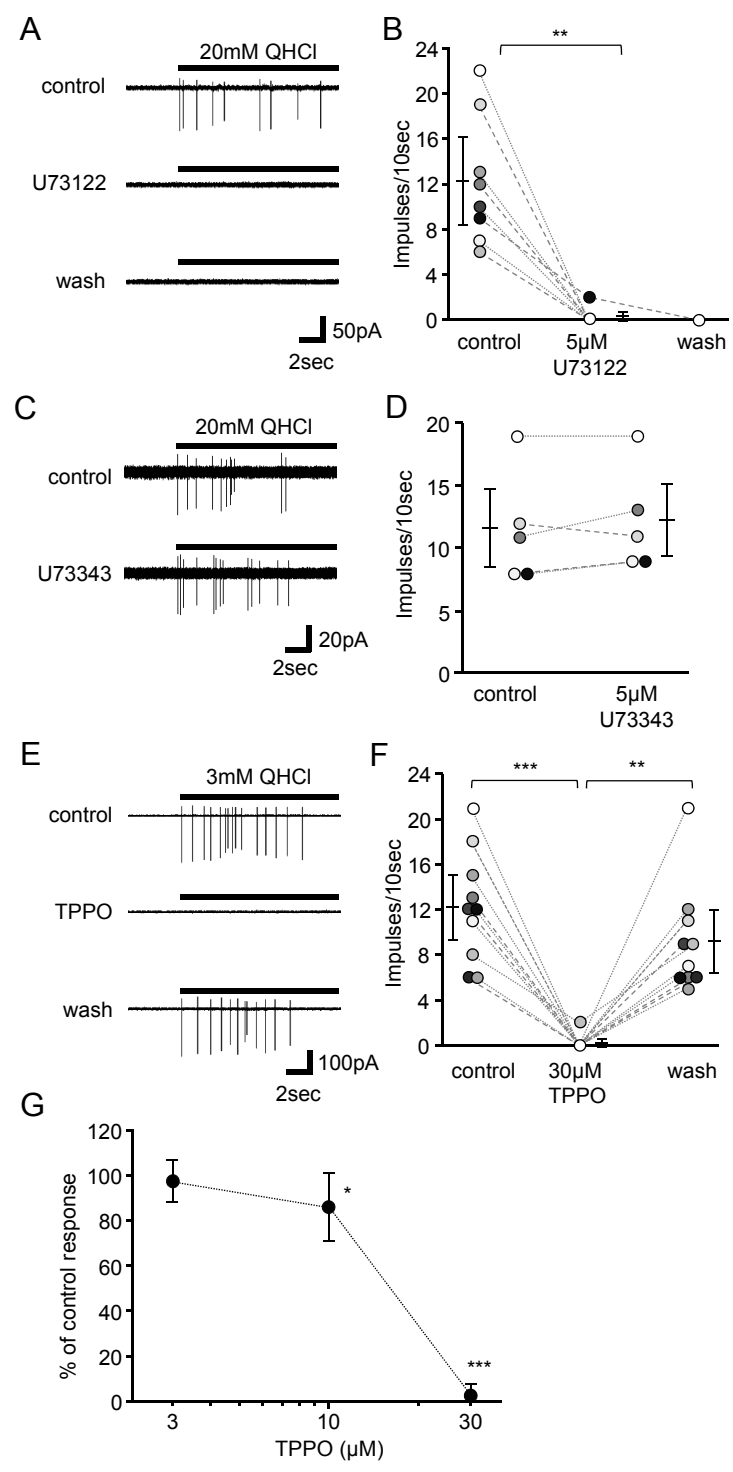 A
20mM QHCl
control
U73122
wash
50pA
2sec
B
**
24
20
16
12
8
4
0
Impulses/10sec
control
5µM
U73122
wash
C
20mM QHCl
control
U73343
20pA
2sec
D
20
15
10
5
0
Impulses/10sec
control
5µM
U73343
E
3mM QHCl
control
TPPO
wash
100pA
2sec
F
***
**
24
20
16
12
8
4
0
Impulses/10sec
control
30µM
TPPO
wash
G
120
100
80
60
40
20
0
% of control response
*
***
3
10
30
TPPO (µM)